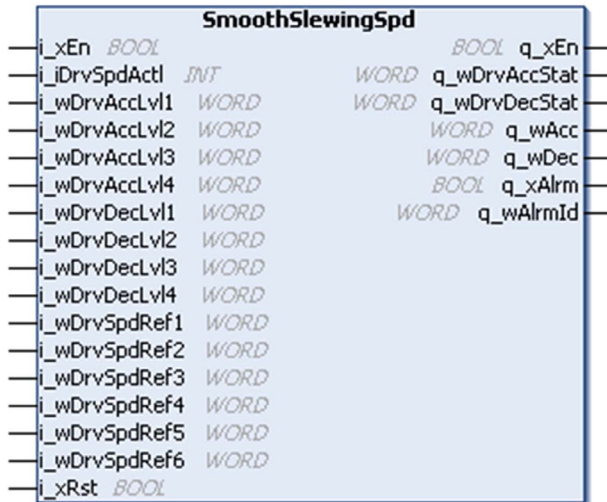 SmoothSlewingSpd
i_xEn BOOL BOOL q_xEn
i_iDrvSpdActl INT WORD q_wDrvAccStat
i_wDrvAccLvl1 WORD WORD q_wDrvDecStat
i_wDrvAccLvl2 WORD WORD q_wAcc
i_wDrvAccLvl3 WORD WORD q_wDec
i_wDrvAccLvl4 WORD BOOL q_xAlrm
i_wDrvDecLvl1 WORD WORD q_wAlrmId
i_wDrvDecLvl2 WORD
i_wDrvDecLvl3 WORD
i_wDrvDecLvl4 WORD
i_wDrvSpdRef1 WORD
i_wDrvSpdRef2 WORD
i_wDrvSpdRef3 WORD
i_wDrvSpdRef4 WORD
i_wDrvSpdRef5 WORD
i_wDrvSpdRef6 WORD
i_xRst BOOL